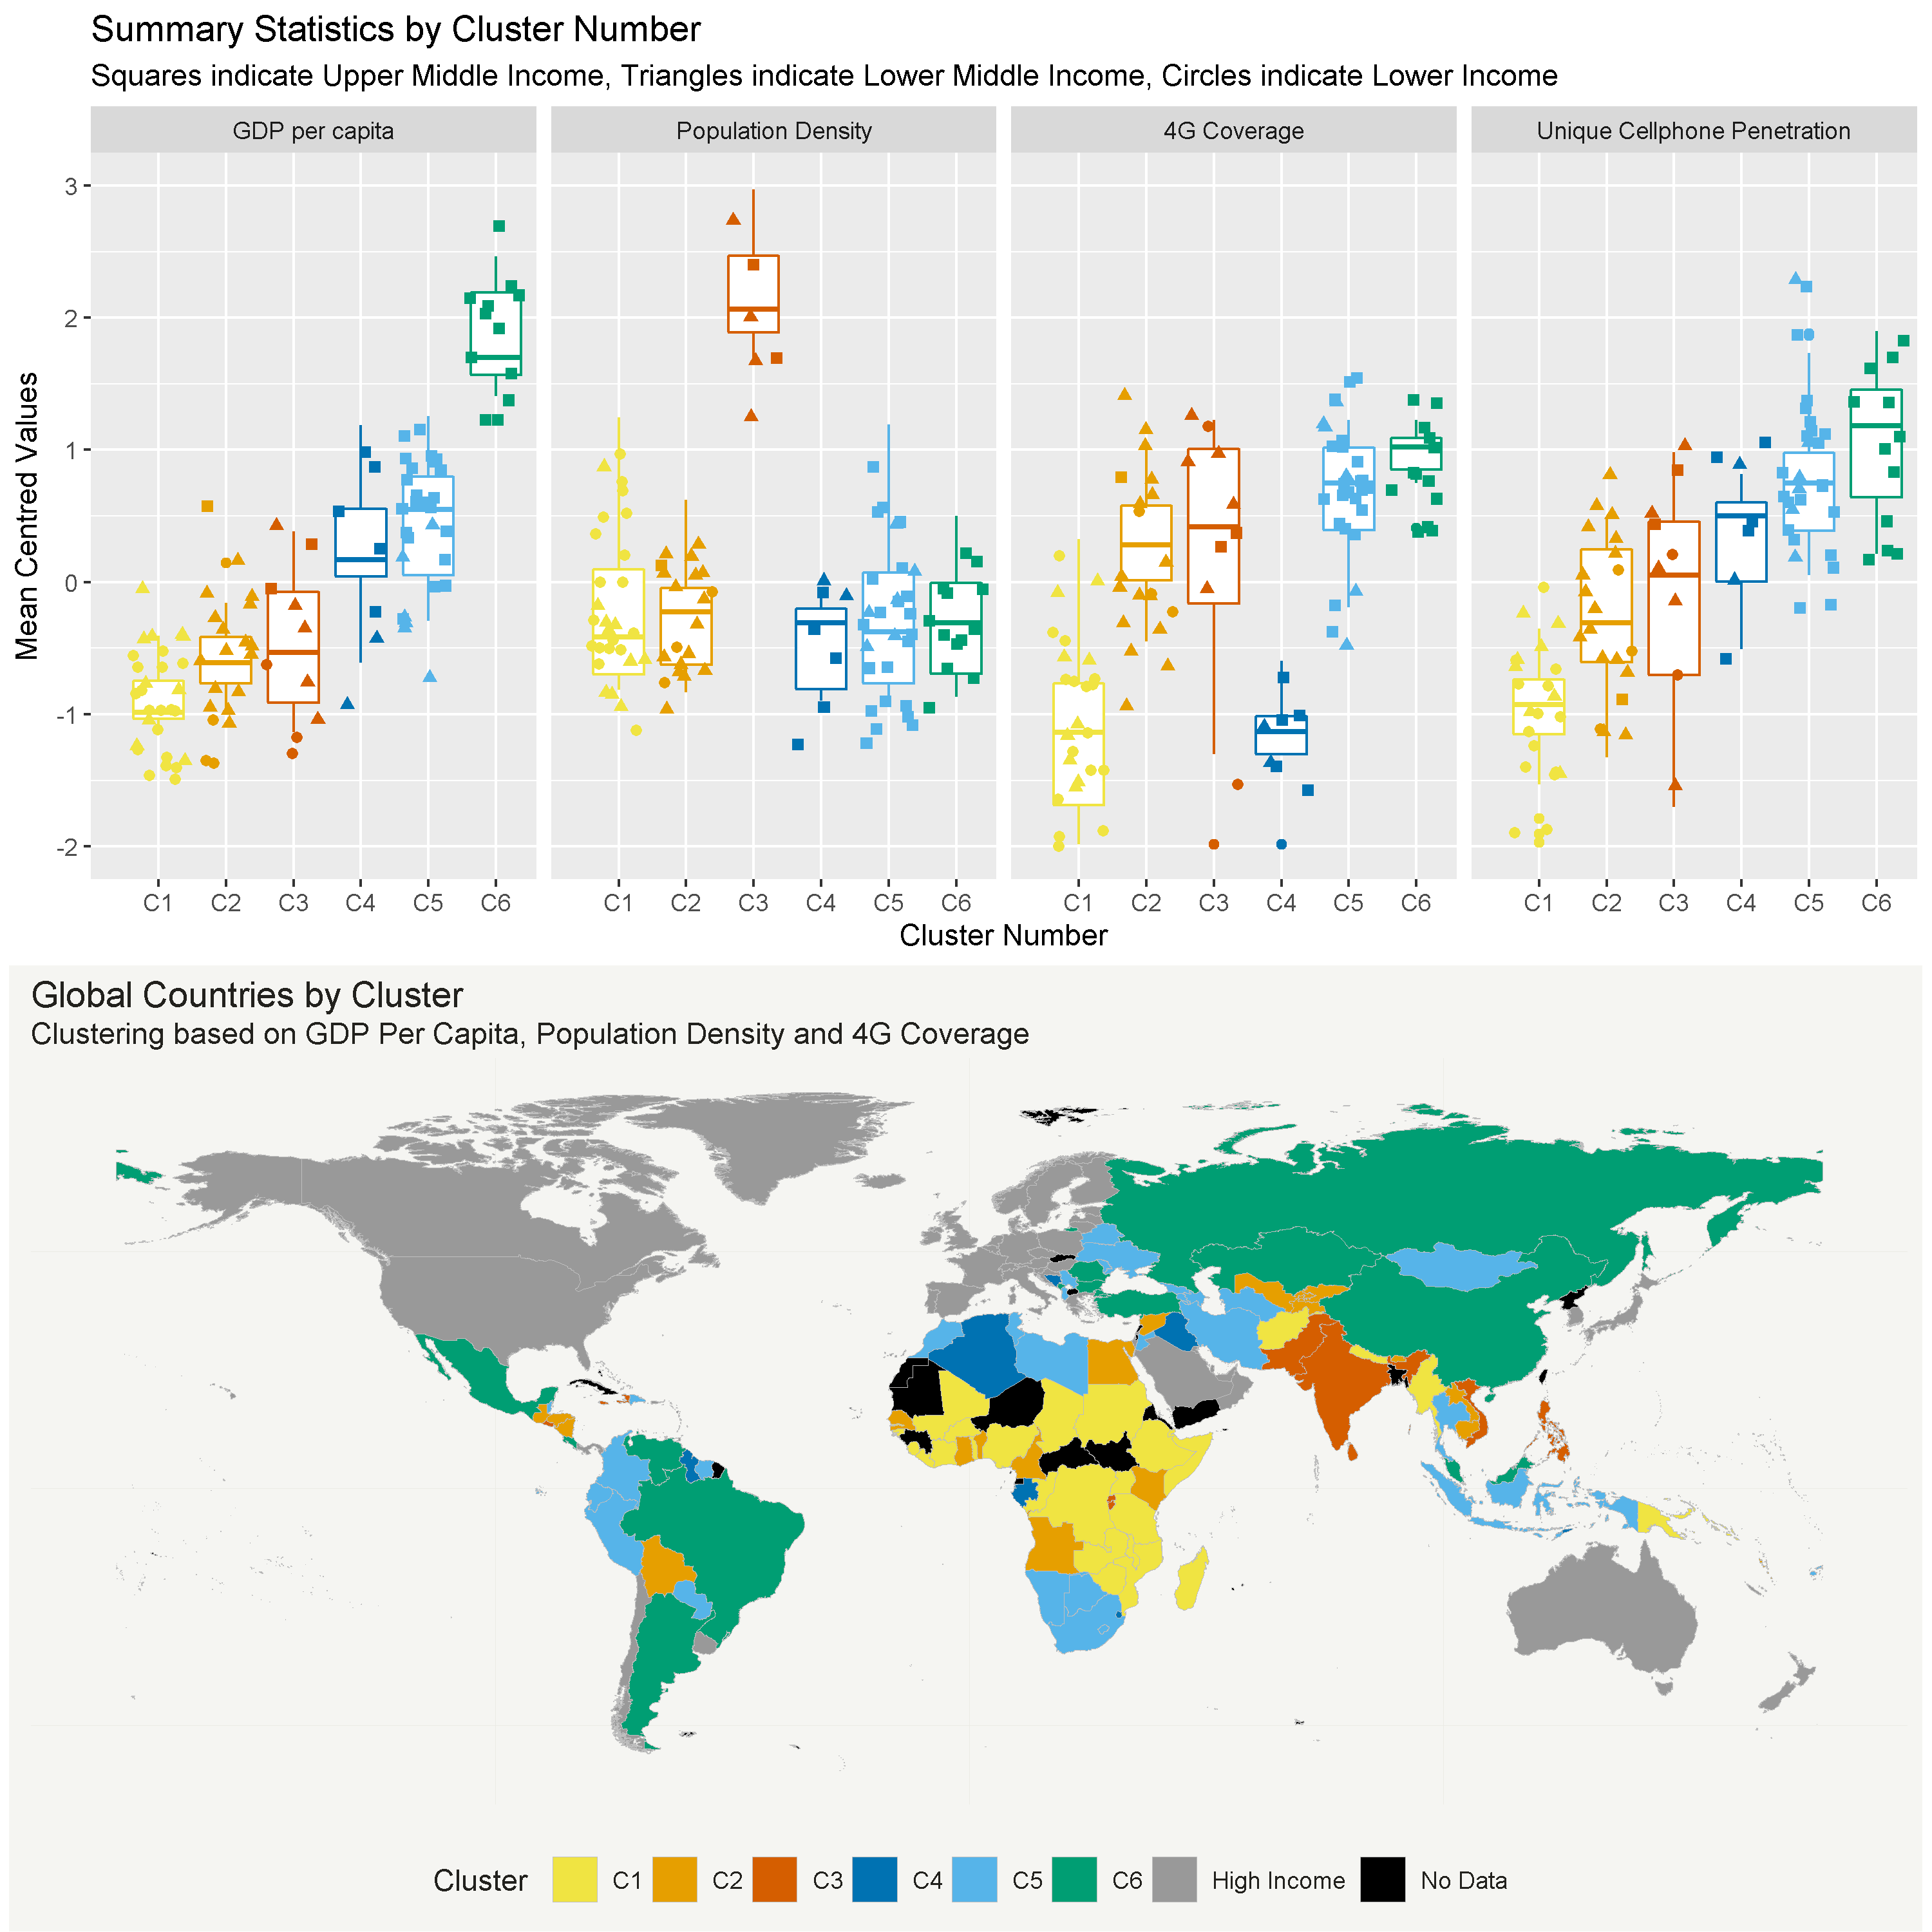 Summary Statistics by Cluster Number
Squares indicate Upper Middle Income, Triangles indicate Lower Middle Income, Circles indicate Lower Income
GDP per capita
Population Density
4G Coverage
Unique Cellphone Penetration
Mean Centred Values
3
2
1
0
-1
-2
C1 C2 C3 C4 C5 C6
C1 C2 C3 C4 C5 C6
C1 C2 C3 C4 C5 C6
C1 C2 C3 C4 C5 C6
Cluster Number
Global Countries by Cluster
Clustering based on GDP Per Capita, Population Density and 4G Coverage
Cluster C1 C2 C3 C4 C5 C6 High Income No Data